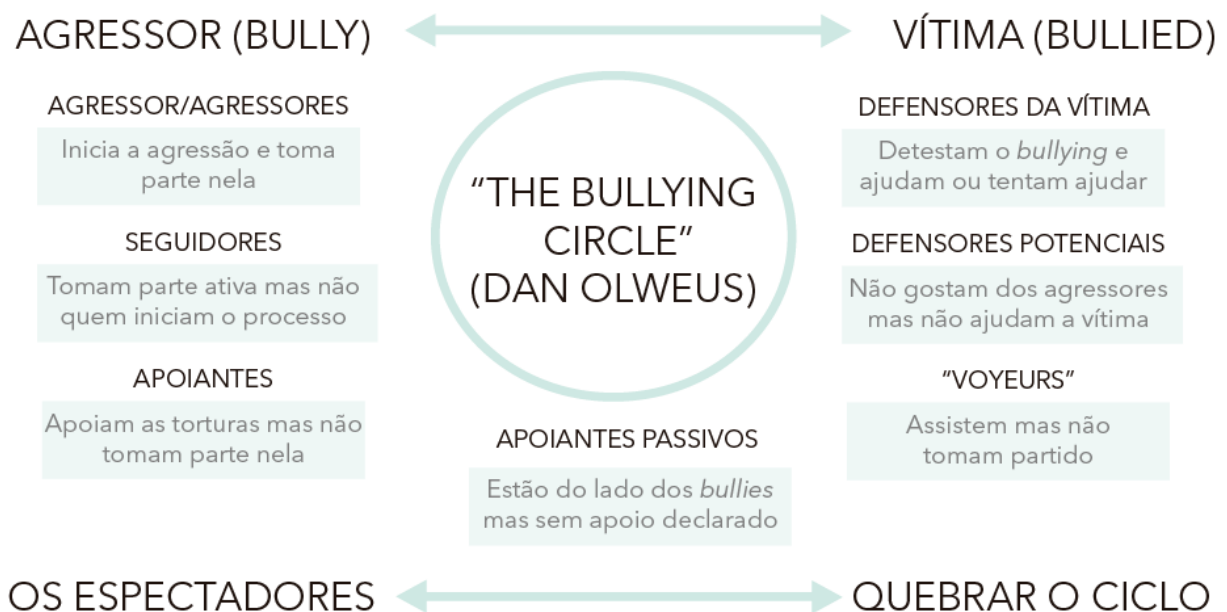 AGRESSOR (BULLY)
VÍTIMA (BULLIED)
AGRESSOR/AGRESSORES
Inicia a agressão e toma
parte nela
SEGUIDORES
Tomam parte ativa mas não
quem iniciam o processo
APOIANTES
Apoiam as torturas mas não
tomam parte nela
"THE BULLYING
CIRCLE"
(DAN OLWEUS)
APOIANTES PASSIVOS
Estão do lado dos bullies
mas sem apoio declarado
DEFENSORES DA VÍTIMA
Detestam o bullying e
ajudam ou tentam ajudar
DEFENSORES POTENCIAIS
Não gostam dos agressores
mas não ajudam a vítima
"VOYEURS"
Assistem mas não
tomam partido
OS ESPECTADORES
QUEBRAR O CICLO